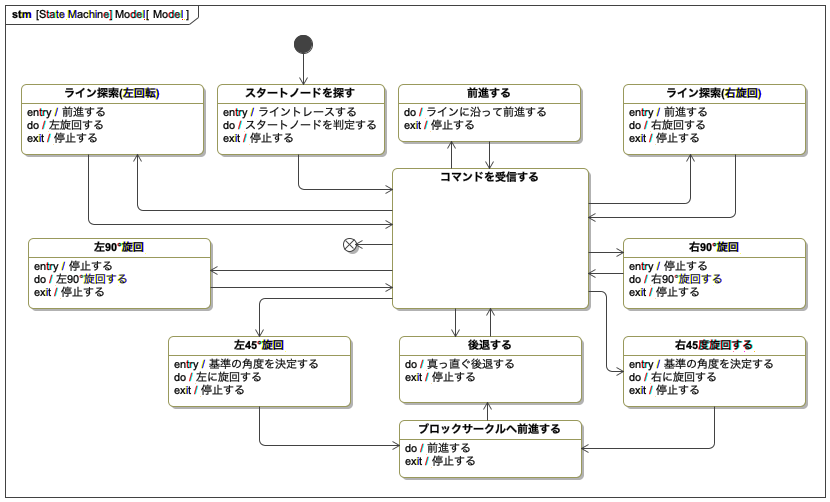 stm [State Machine] Model[ Model ]
ライン探索(左回転)
entry / 前進する
do / 左旋回する
exit / 停止する
スタートノードを探す
entry / ライントレースする
do / スタートノードを判定する
exit / 停止する
前進する
do / ラインに沿って前進する
exit / 停止する
ライン探索(右旋回)
entry / 前進する
do / 右旋回する
exit / 停止する
コマンドを受信する
左90°旋回
entry / 停止する
do / 左90°旋回する
exit / 停止する
右90°旋回
entry / 停止する
do / 右90°旋回する
exit / 停止する
左45°旋回
entry / 基準の角度を決定する
do / 左に旋回する
exit / 停止する
後退する
do / 真っ直ぐ後退する
exit / 停止する
右45度旋回する
entry / 基準の角度を決定する
do / 右に旋回する
exit / 停止する
ブロックサークルへ前進する
do / 前進する
exit / 停止する